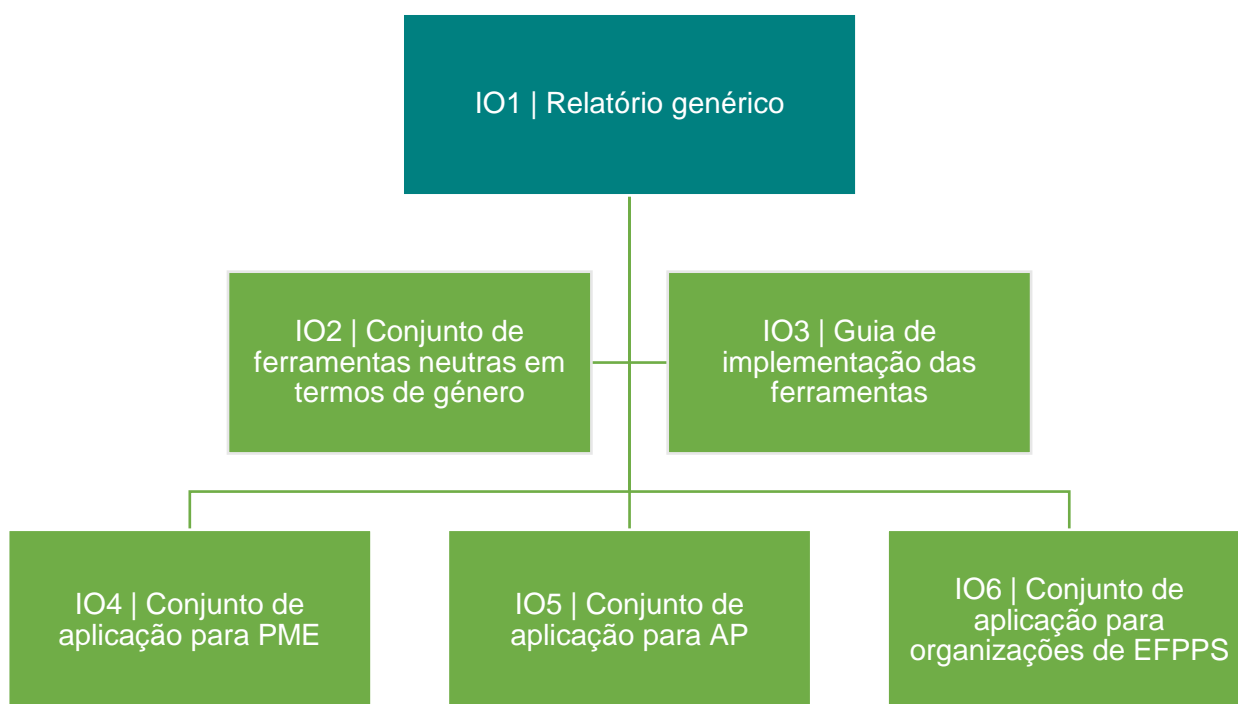 IO1 | Relatório genérico
IO2 | Conjunto de
ferramentas neutras em
termos de género
IO3 | Guia de
implementação das
ferramentas
IO4 | Conjunto de
aplicação para PME
IO5 | Conjunto de
aplicação para AP
IO6 | Conjunto de
aplicação para
organizações de EFPPS